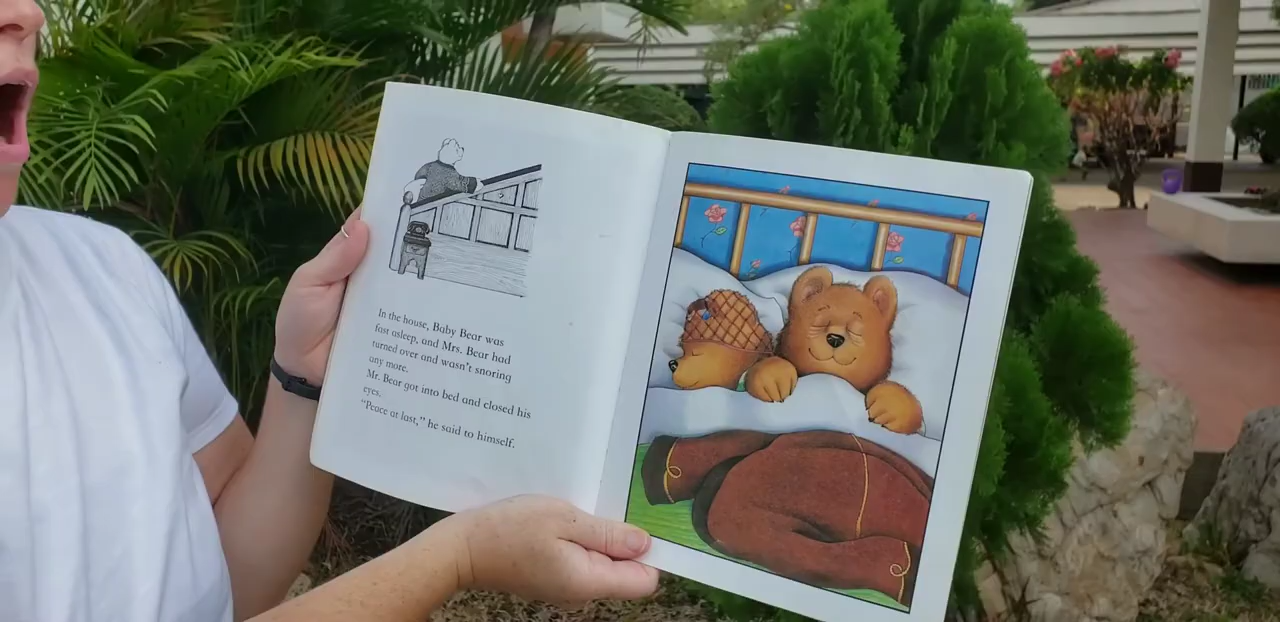 In the house, Baby Bear was
fast asleep, and Mrs. Bear had
turned over and wasn't snoring
any more.
Mr. Bear got into bed and closed his
eyes.
"Peace at last," he said to himself.